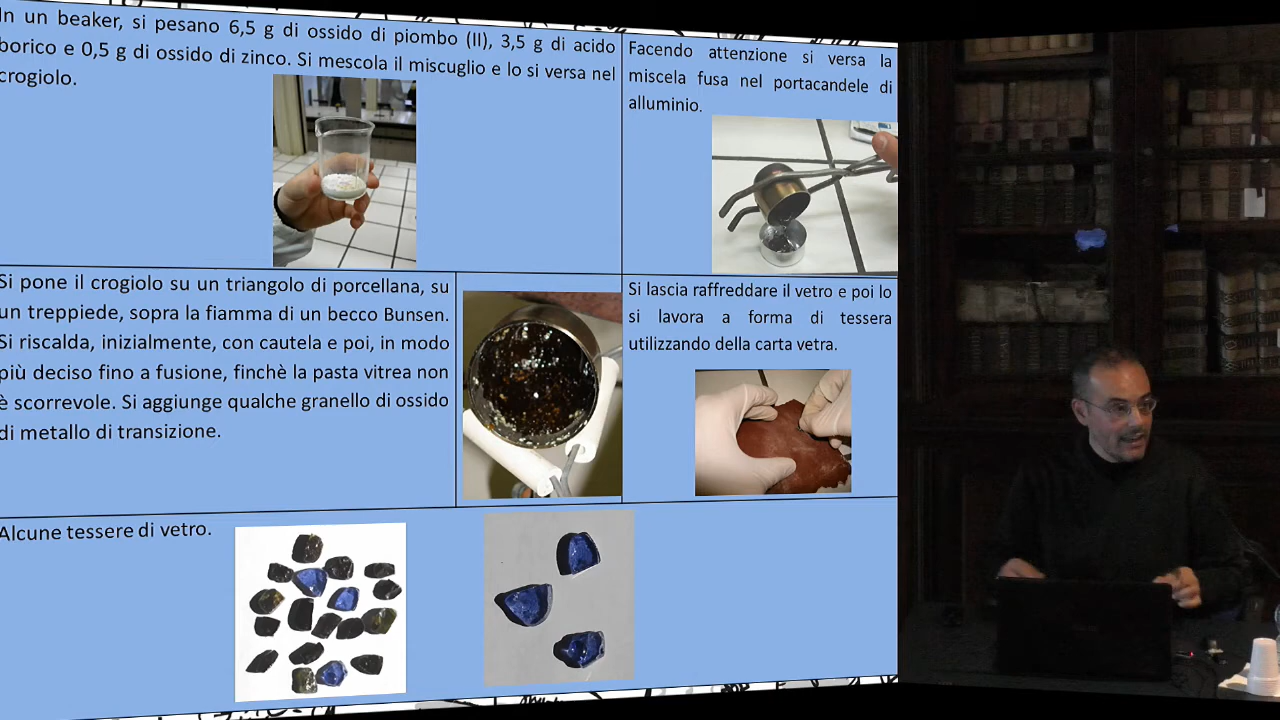 In un beaker, si pesano 6,5 g di ossido di piombo (II), 3,5 g di acido
borico e 0,5 g di ossido di zinco. Si mescola il miscuglio e lo si versa nel
crogiolo.
Facendo attenzione si versa la
miscela fusa nel portacandele di
alluminio.
Si pone il crogiolo su un triangolo di porcellana, su
un treppiede, sopra la fiamma di un becco Bunsen.
Si riscalda, inizialmente, con cautela e poi, in modo
più deciso fino a fusione, finchè la pasta vitrea non
è scorrevole. Si aggiunge qualche granello di ossido
di metallo di transizione.
Si lascia raffreddare il vetro e poi lo
si lavora a forma di tessera
utilizzando della carta vetra.
Alcune tessere di vetro.